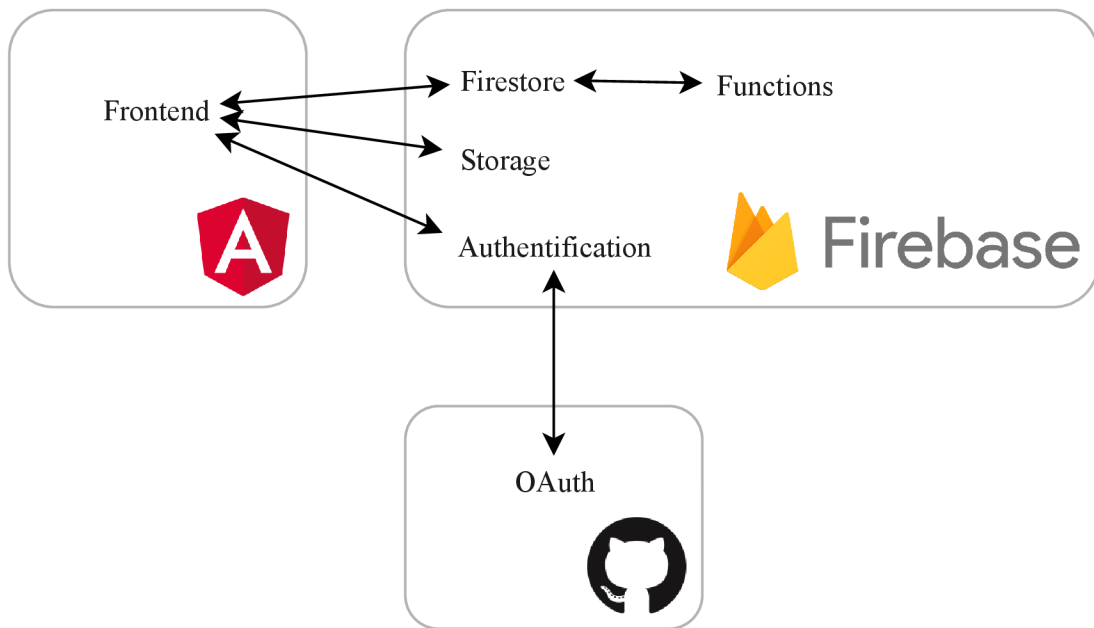 Frontend
Firestore
Functions
Storage
Authentification
Firebase
OAuth